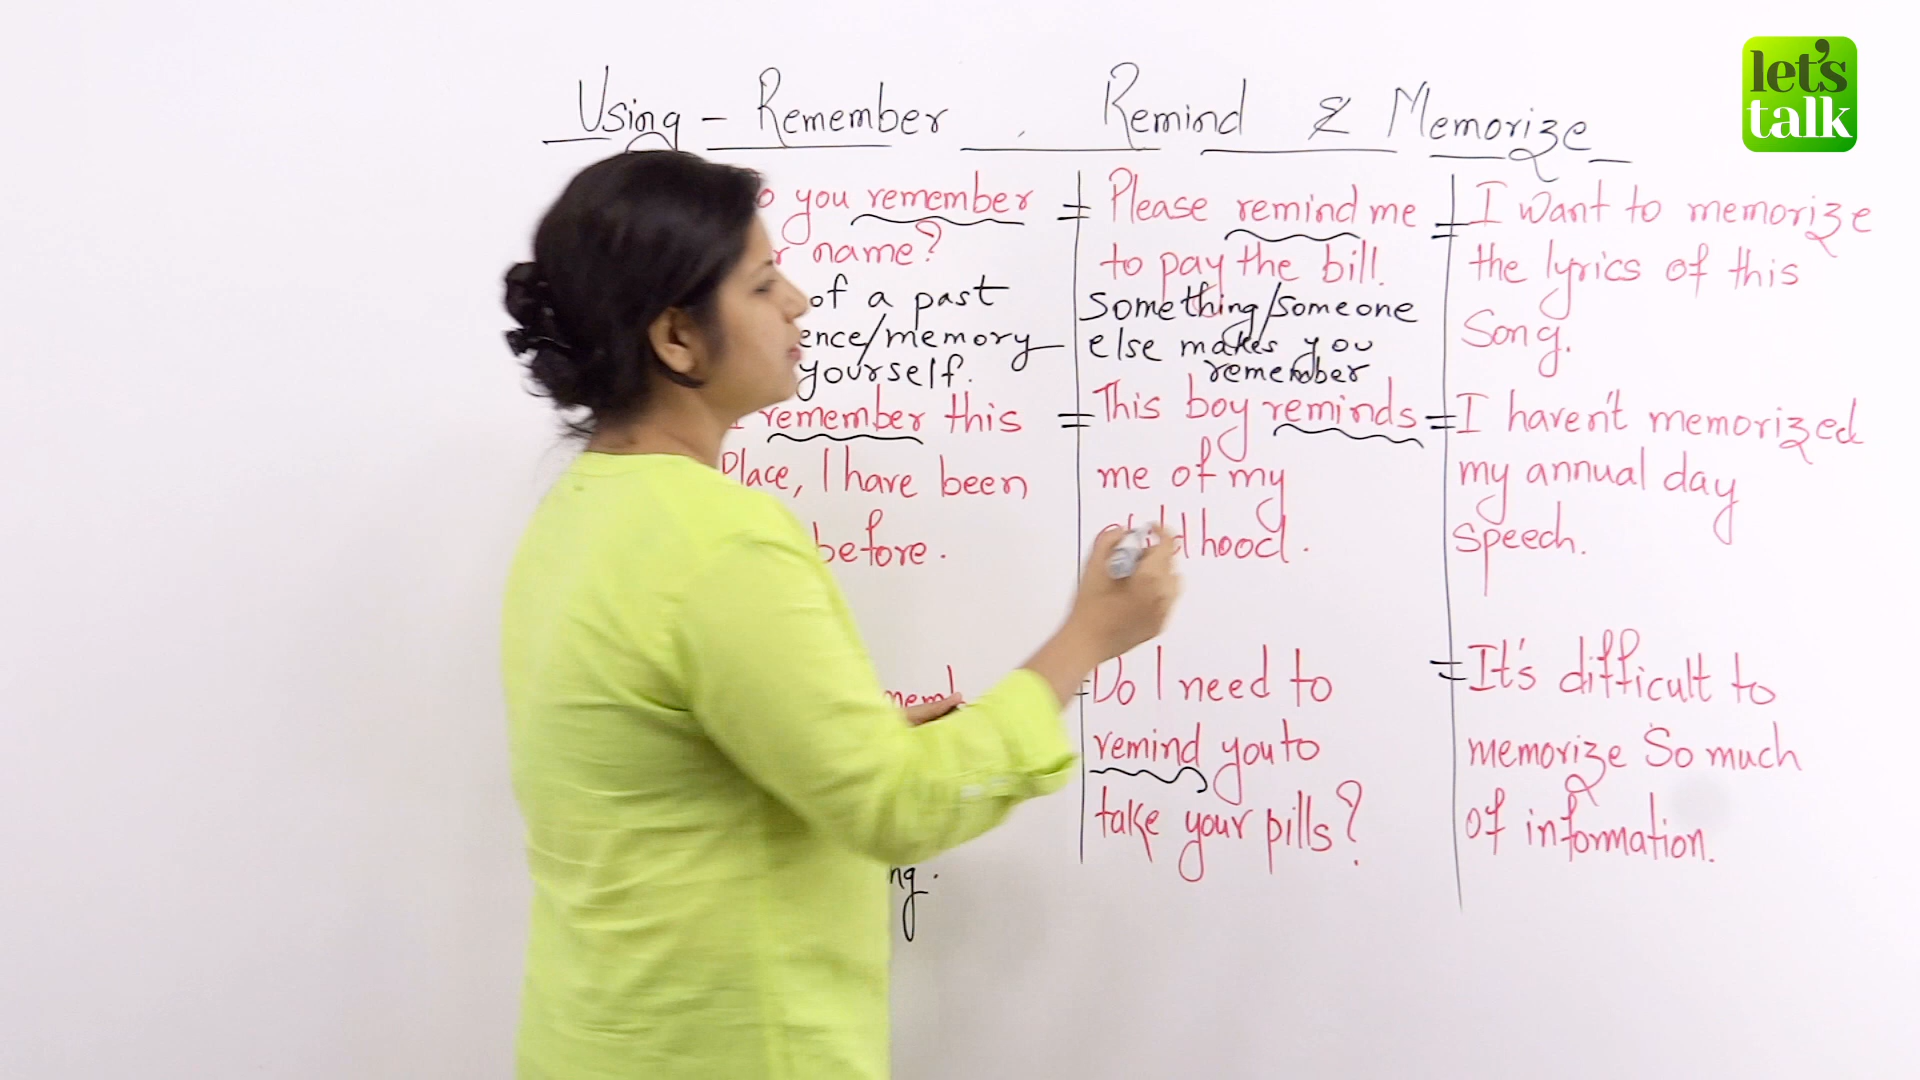 let's
talk
Using - Remember , Remind & Memorize
you remember
name?
of a past
ence/memory
yourself.
remember this
Place, I have been
before.
ng.
Please remind me
to pay the bill.
Something/someone
else makes you
remember
This boy reminds
me of my
childhood.
Do I need to
remind you to
take your pills?
I want to memorize
the lyrics of this
Song.
I haven't memorized
my annual day
speech.
It's difficult to
memorize So much
of information.